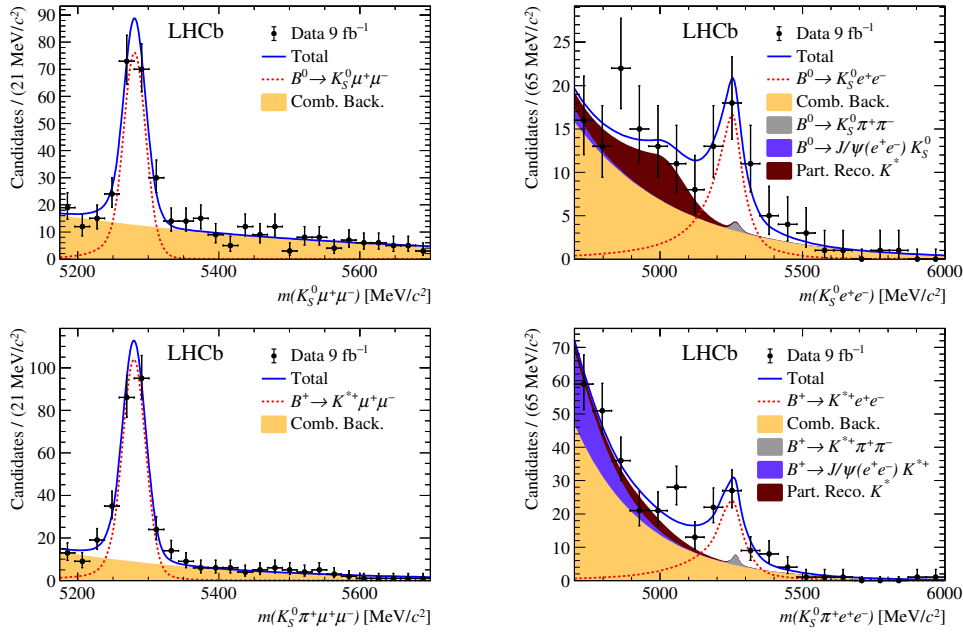 LHCb
Data 9 fb⁻¹
Total
B⁰→ K⁰_S μ⁺μ⁻
Comb. Back.
Candidates / (21 MeV/c²)
90
80
70
60
50
40
30
20
10
0
5200 5400 5600
m(K⁰_S μ⁺μ⁻) [MeV/c²]
LHCb
Data 9 fb⁻¹
Total
B⁰→ K⁰_S e⁺e⁻
Comb. Back.
B⁰→ K⁰_S π⁺π⁻
B⁰→ J/ψ(e⁺e⁻) K⁰_S
Part. Reco. K*
Candidates / (65 MeV/c²)
25
20
15
10
5
0
5000 5500 6000
m(K⁰_S e⁺e⁻) [MeV/c²]
LHCb
Data 9 fb⁻¹
Total
B⁺→ K*⁺μ⁺μ⁻
Comb. Back.
Candidates / (21 MeV/c²)
100
80
60
40
20
0
5200 5400 5600
m(K⁰_S π⁺μ⁺μ⁻) [MeV/c²]
LHCb
Data 9 fb⁻¹
Total
B⁺→ K*⁺e⁺e⁻
Comb. Back.
B⁺→ K*⁺π⁺π⁻
B⁺→ J/ψ(e⁺e⁻) K*⁺
Part. Reco. K*
Candidates / (65 MeV/c²)
70
60
50
40
30
20
10
0
5000 5500 6000
m(K⁰_S π⁺e⁺e⁻) [MeV/c²]